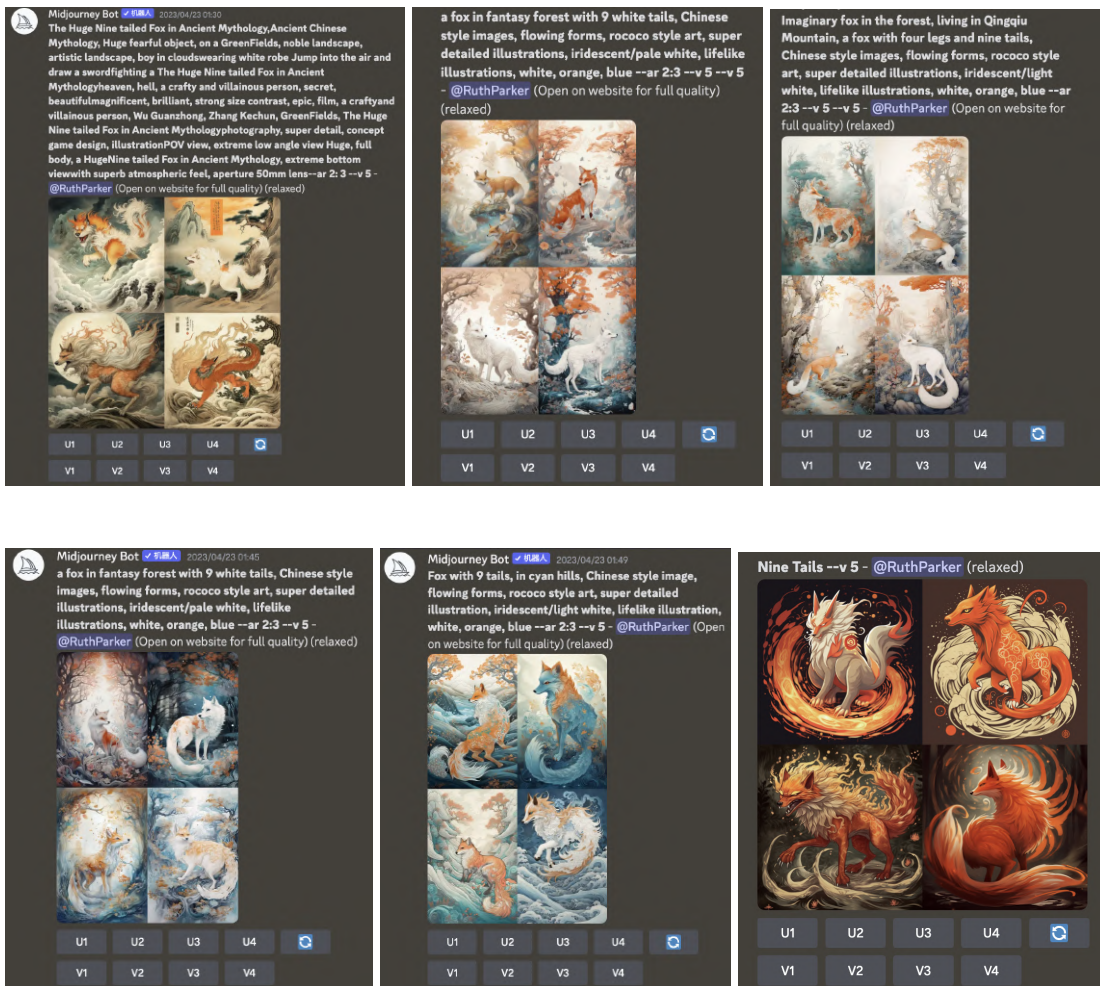 Midjourney Bot ✓机器人 2023/04/23 01:30
The Huge Nine tailed Fox in Ancient Mythology,Ancient Chinese
Mythology, Huge fearful object, on a GreenFields, noble landscape,
artistic landscape, boy in cloudswearing white robe Jump into the air and
draw a swordfighting a The Huge Nine tailed Fox in Ancient
Mythologyheaven, hell, a crafty and villainous person, secret,
beautifulmagnificent, brilliant, strong size contrast, epic, film, a craftyand
villainous person, Wu Guanzhong, Zhang Kechun, GreenFields, The Huge
Nine tailed Fox in Ancient Mythologyphotography, super detail, concept
game design, illustrationPOV view, extreme low angle view Huge, full
body, a HugeNine tailed Fox in Ancient Mythology, extreme bottom
viewwith superb atmospheric feel, aperture 50mm lens--ar 2: 3 --v 5 -
@RuthParker (Open on website for full quality) (relaxed)
U1 U2 U3 U4
V1 V2 V3 V4
a fox in fantasy forest with 9 white tails, Chinese
style images, flowing forms, rococo style art, super
detailed illustrations, iridescent/pale white, lifelike
illustrations, white, orange, blue --ar 2:3 --v 5 --v 5
- @RuthParker (Open on website for full quality)
(relaxed)
U1 U2 U3 U4
V1 V2 V3 V4
Imaginary fox in the forest, living in Qingqiu
Mountain, a fox with four legs and nine tails,
Chinese style images, flowing forms, rococo style
art, super detailed illustrations, iridescent/light
white, lifelike illustrations, white, orange, blue --ar
2:3 --v 5 --v 5 - @RuthParker (Open on website for
full quality) (relaxed)
U1 U2 U3 U4
V1 V2 V3 V4
Midjourney Bot ✓机器人 2023/04/23 01:45
a fox in fantasy forest with 9 white tails, Chinese style
images, flowing forms, rococo style art, super detailed
illustrations, iridescent/pale white, lifelike
illustrations, white, orange, blue --ar 2:3 --v 5 -
@RuthParker (Open on website for full quality) (relaxed)
U1 U2 U3 U4
V1 V2 V3 V4
Midjourney Bot ✓机器人 2023/04/23 01:49
Fox with 9 tails, in cyan hills, Chinese style image,
flowing forms, rococo style art, super detailed
illustration, iridescent/light white, lifelike illustration,
white, orange, blue --ar 2:3 --v 5 - @RuthParker (Open
on website for full quality) (relaxed)
U1 U2 U3 U4
V1 V2 V3 V4
Nine Tails --v 5 - @RuthParker (relaxed)
U1 U2 U3 U4
V1 V2 V3 V4